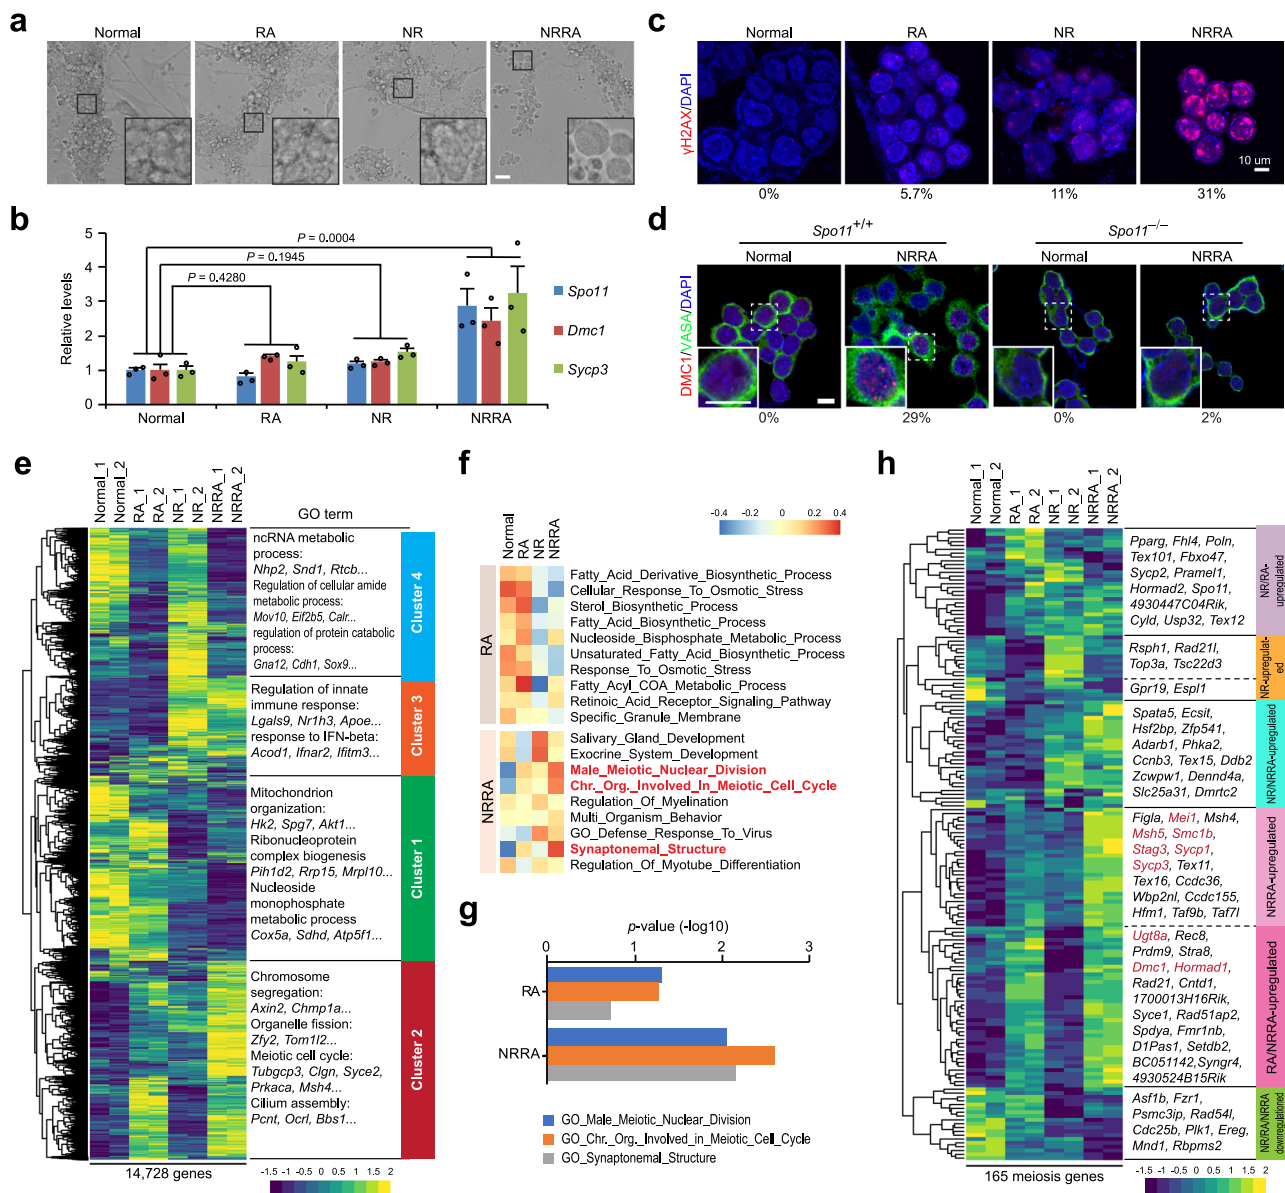 a
Normal
RA
NR
NRRA
b
Relative levels
5
4
3
2
1
0
P = 0.0004
P = 0.1945
P = 0.4280
Spo11
Dmc1
Sycp3
Normal
RA
NR
NRRA
c
Normal
RA
NR
NRRA
γH2AX/DAPI
10 um
0%
5.7%
11%
31%
d
Spo11+/+
Spo11–/–
Normal
NRRA
Normal
NRRA
DMC1/VASA/DAPI
0%
29%
0%
2%
e
Normal_1
Normal_2
RA_1
RA_2
NR_1
NR_2
NRRA_1
NRRA_2
GO term
ncRNA metabolic
process:
Nhp2, Snd1, Rtcb...
Regulation of cellular amide
metabolic process:
Mov10, Eif2b5, Calr...
regulation of protein catabolic
process:
Gna12, Cdh1, Sox9...
Cluster 4
Regulation of innate
immune response:
Lgals9, Nr1h3, Apoe...
response to IFN-beta:
Acod1, Ifnar2, Ifitm3...
Cluster 3
Mitochondrion
organization:
Hk2, Spg7, Akt1...
Ribonucleoprotein
complex biogenesis
Pih1d2, Rrp15, Mrpl10...
Nucleoside
monophosphate
metabolic process
Cox5a, Sdhd, Atp5f1...
Cluster 1
Chromosome
segregation:
Axin2, Chmp1a...
Organelle fission:
Zfy2, Tom1l2...
Meiotic cell cycle:
Tubgcp3, Clgn, Syce2,
Prkaca, Msh4...
Cilium assembly:
Pcnt, Ocrl, Bbs1...
Cluster 2
14,728 genes
-1.5 -1 -0.5 0 0.5 1 1.5 2
f
-0.4 -0.2 0 0.2 0.4
Normal
RA
NR
NRRA
RA
Fatty_Acid_Derivative_Biosynthetic_Process
Cellular_Response_To_Osmotic_Stress
Sterol_Biosynthetic_Process
Fatty_Acid_Biosynthetic_Process
Nucleoside_Bisphosphate_Metabolic_Process
Unsaturated_Fatty_Acid_Biosynthetic_Process
Response_To_Osmotic_Stress
Fatty_Acyl_COA_Metabolic_Process
Retinoic_Acid_Receptor_Signaling_Pathway
Specific_Granule_Membrane
NRRA
Salivary_Gland_Development
Exocrine_System_Development
Male_Meiotic_Nuclear_Division
Chr._Org._Involved_In_Meiotic_Cell_Cycle
Regulation_Of_Myelination
Multi_Organism_Behavior
GO_Defense_Response_To_Virus
Synaptonemal_Structure
Regulation_Of_Myotube_Differentiation
g
p-value (-log10)
0
1
2
3
RA
NRRA
GO_Male_Meiotic_Nuclear_Division
GO_Chr._Org._Involved_in_Meiotic_Cell_Cycle
GO_Synaptonemal_Structure
h
Normal_1
Normal_2
RA_1
RA_2
NR_1
NR_2
NRRA_1
NRRA_2
Pparg, Fhl4, Poln,
Tex101, Fbxo47,
Sycp2, Pramel1,
Hormad2, Spo11,
4930447C04Rik,
Cyld, Usp32, Tex12
NR/RA-
upregulated
Rsph1, Rad21l,
Top3a, Tsc22d3
Gpr19, Espl1
NR-upregulat-
ed
Spata5, Ecsit,
Hsf2bp, Zfp541,
Adarb1, Phka2,
Ccnb3, Tex15, Ddb2
Zcwpw1, Dennd4a,
Slc25a31, Dmrtc2
NR/NRRA-upregulated
Figla, Mei1, Msh4,
Msh5, Smc1b,
Stag3, Sycp1,
Sycp3, Tex11,
Tex16, Ccdc36,
Wbp2nl, Ccdc155,
Hfm1, Taf9b, Taf7l
NRRA-upregulated
Ugt8a, Rec8,
Prdm9, Stra8,
Dmc1, Hormad1,
Rad21, Cntd1,
1700013H16Rik,
Syce1, Rad51ap2,
Spdya, Fmr1nb,
D1Pas1, Setdb2,
BC051142,Syngr4,
4930524B15Rik
RA/NRRA-upregulated
Asf1b, Fzr1,
Psmc3ip, Rad54l,
Cdc25b, Plk1, Ereg,
Mnd1, Rbpms2
NR/RA/NRRA
downregulationed
165 meiosis genes
-1.5 -1 -0.5 0 0.5 1 1.5 2